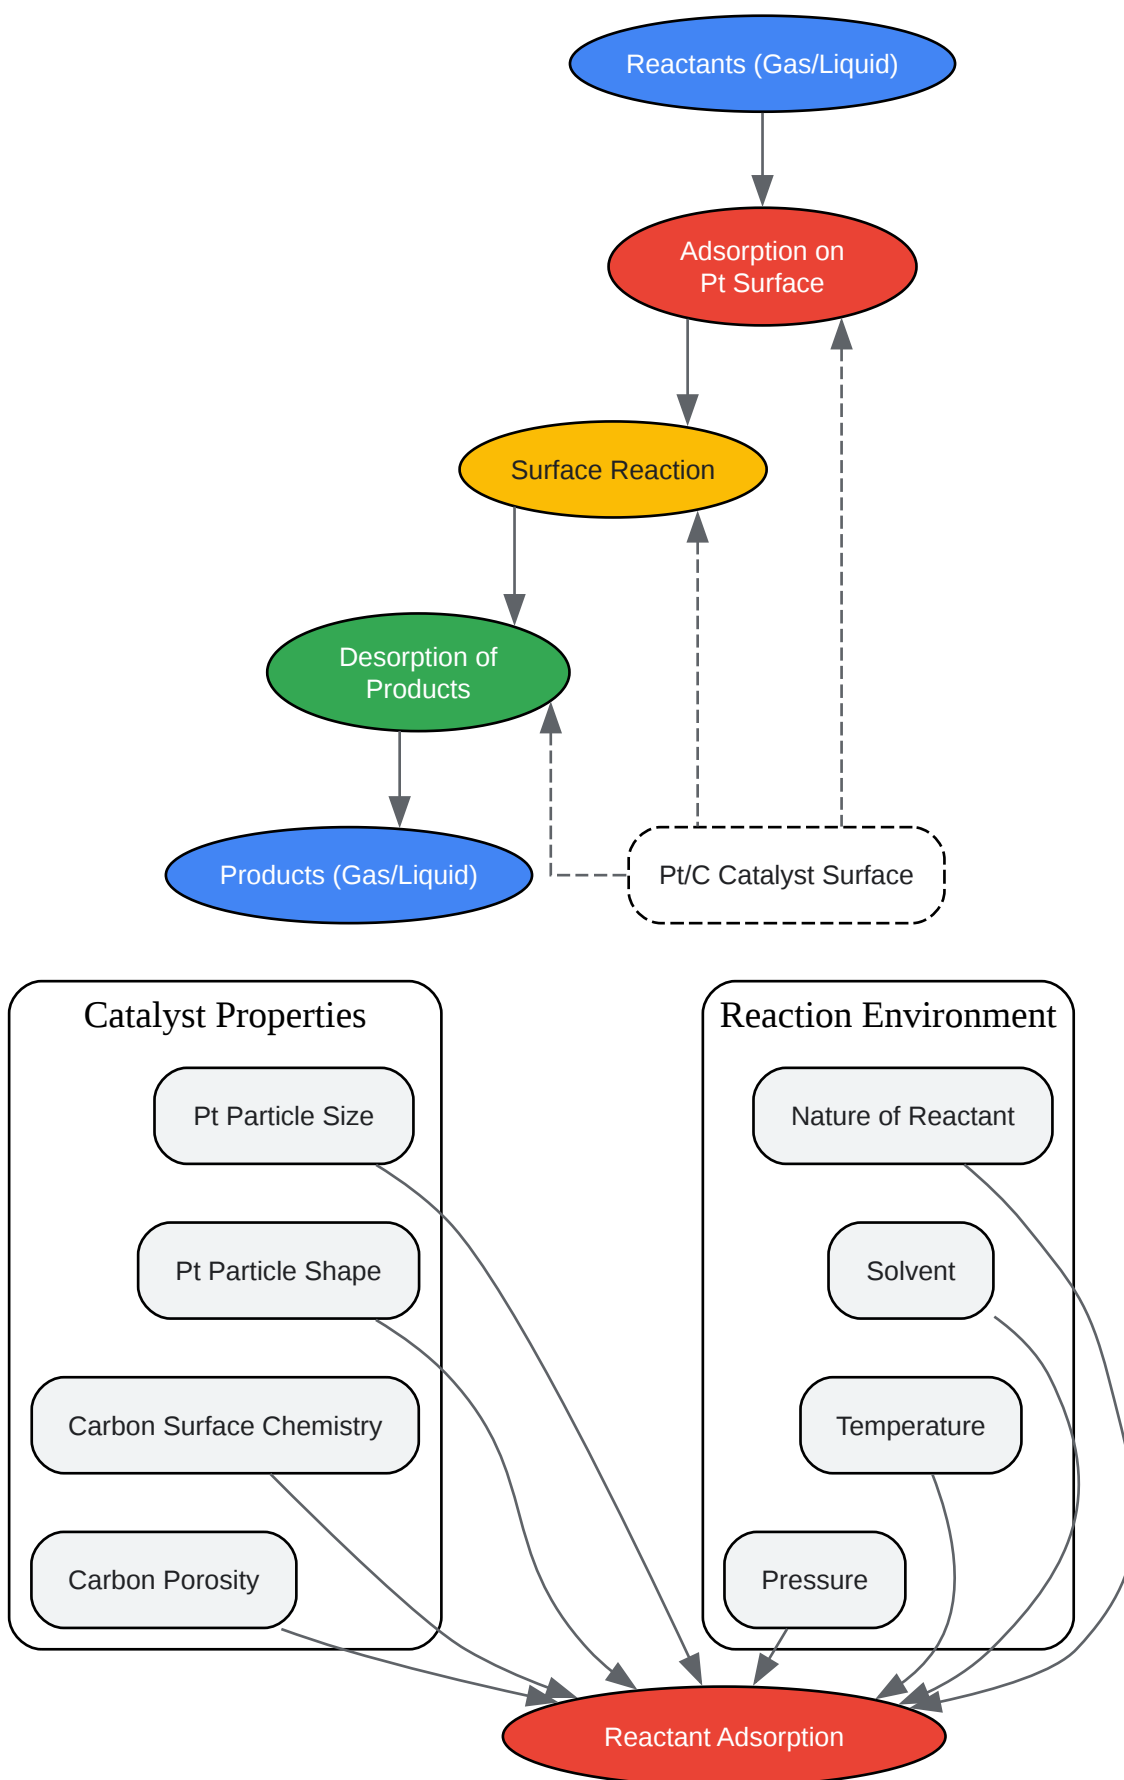 Reactants (Gas/Liquid)
Adsorption on
Pt Surface
Surface Reaction
Desorption of
Products
Products (Gas/Liquid)
Pt/C Catalyst Surface
Catalyst Properties
Pt Particle Size
Pt Particle Shape
Carbon Surface Chemistry
Carbon Porosity
Reaction Environment
Nature of Reactant
Solvent
Temperature
Pressure
Reactant Adsorption